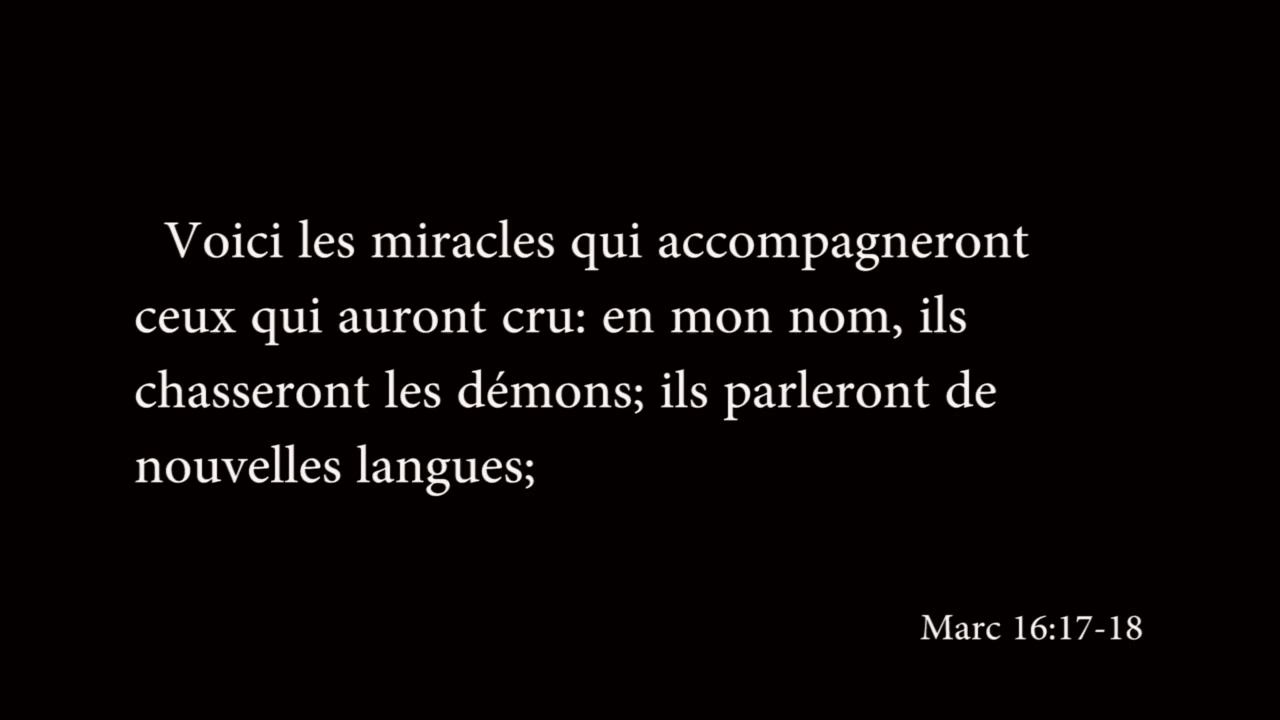 Voici les miracles qui accompagneront
ceux qui auront cru: en mon nom, ils
chasseront les démons; ils parleront de
nouvelles langues;
Marc 16:17-18